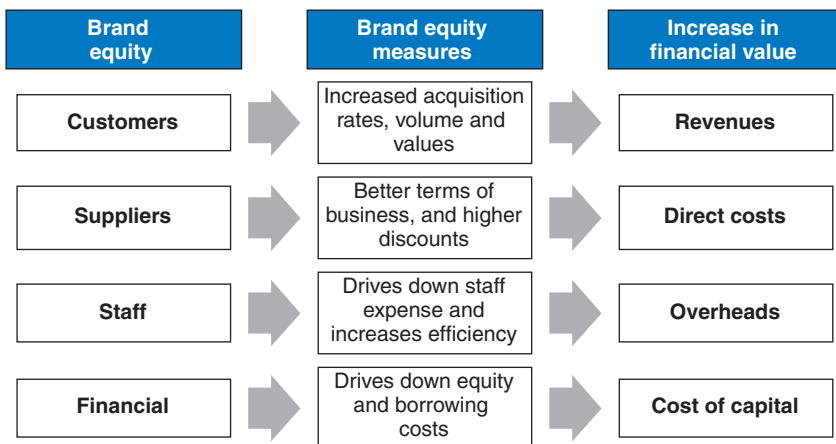 Brand
equity
Brand equity
measures
Increase in
financial value
Customers
Increased acquisition
rates, volume and
values
Revenues
Suppliers
Better terms of
business, and higher
discounts
Direct costs
Staff
Drives down staff
expense and
increases efficiency
Overheads
Financial
Drives down equity
and borrowing
costs
Cost of capital